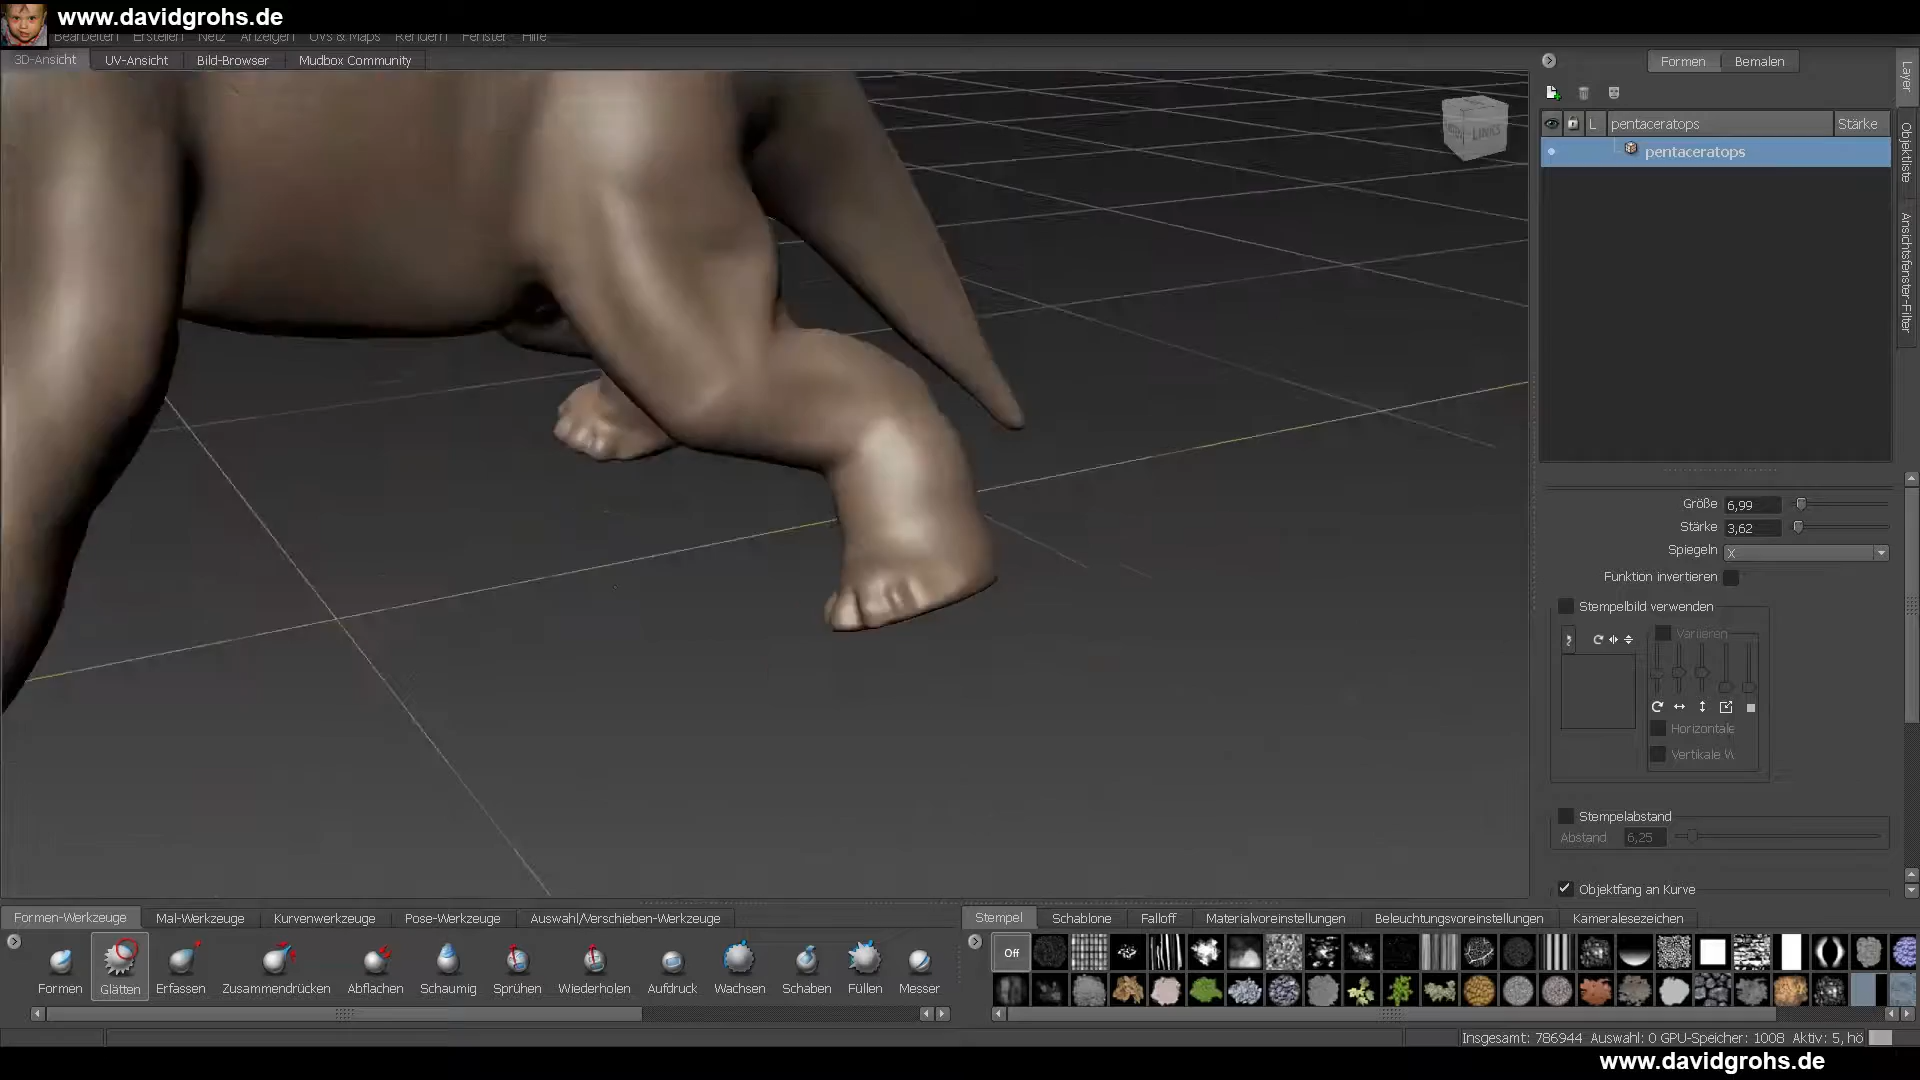 www.davidgrohs.de
Bearbeiten Erstellen Netz Anzeigen UVs & Maps Rendern Fenster Hilfe
3D-Ansicht UV-Ansicht Bild-Browser Mudbox Community
Formen Bemalen
Layer
Objektliste
Ansichtsfenster-Filter
L pentaceratops Stärke
pentaceratops
LINKS
Größe 6,99
Stärke 3,62
Spiegeln X
Funktion invertieren
Stempelbild verwenden
Variieren
Horizontale
Vertikale W
Stempelabstand
Abstand 6,25
Objektfang an Kurve
Formen-Werkzeuge Mal-Werkzeuge Kurvenwerkzeuge Pose-Werkzeuge Auswahl/Verschieben-Werkzeuge
Stempel Schablone Falloff Materialvoreinstellungen Beleuchtungsvoreinstellungen Kameralesezeichen
Off
Formen Glätten Erfassen Zusammendrücken Abflachen Schaumig Sprühen Wiederholen Aufdruck Wachsen Schaben Füllen Messer
Insgesamt: 786944 Auswahl: 0 GPU-Speicher: 1008 Aktiv: 5, hö
www.davidgrohs.de